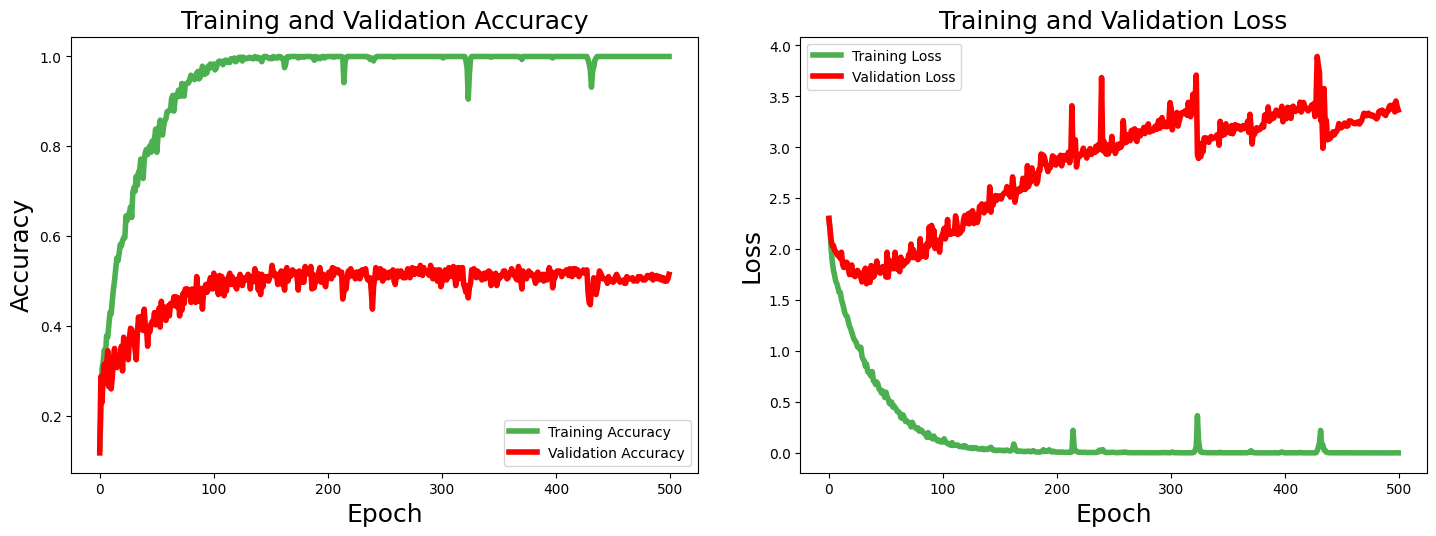 Training and Validation Accuracy
Accuracy
1.0
0.8
0.6
0.4
0.2
Training Accuracy
Validation Accuracy
0 100 200 300 400 500
Epoch
Training and Validation Loss
Loss
4.0
3.5
3.0
2.5
2.0
1.5
1.0
0.5
0.0
Training Loss
Validation Loss
0 100 200 300 400 500
Epoch